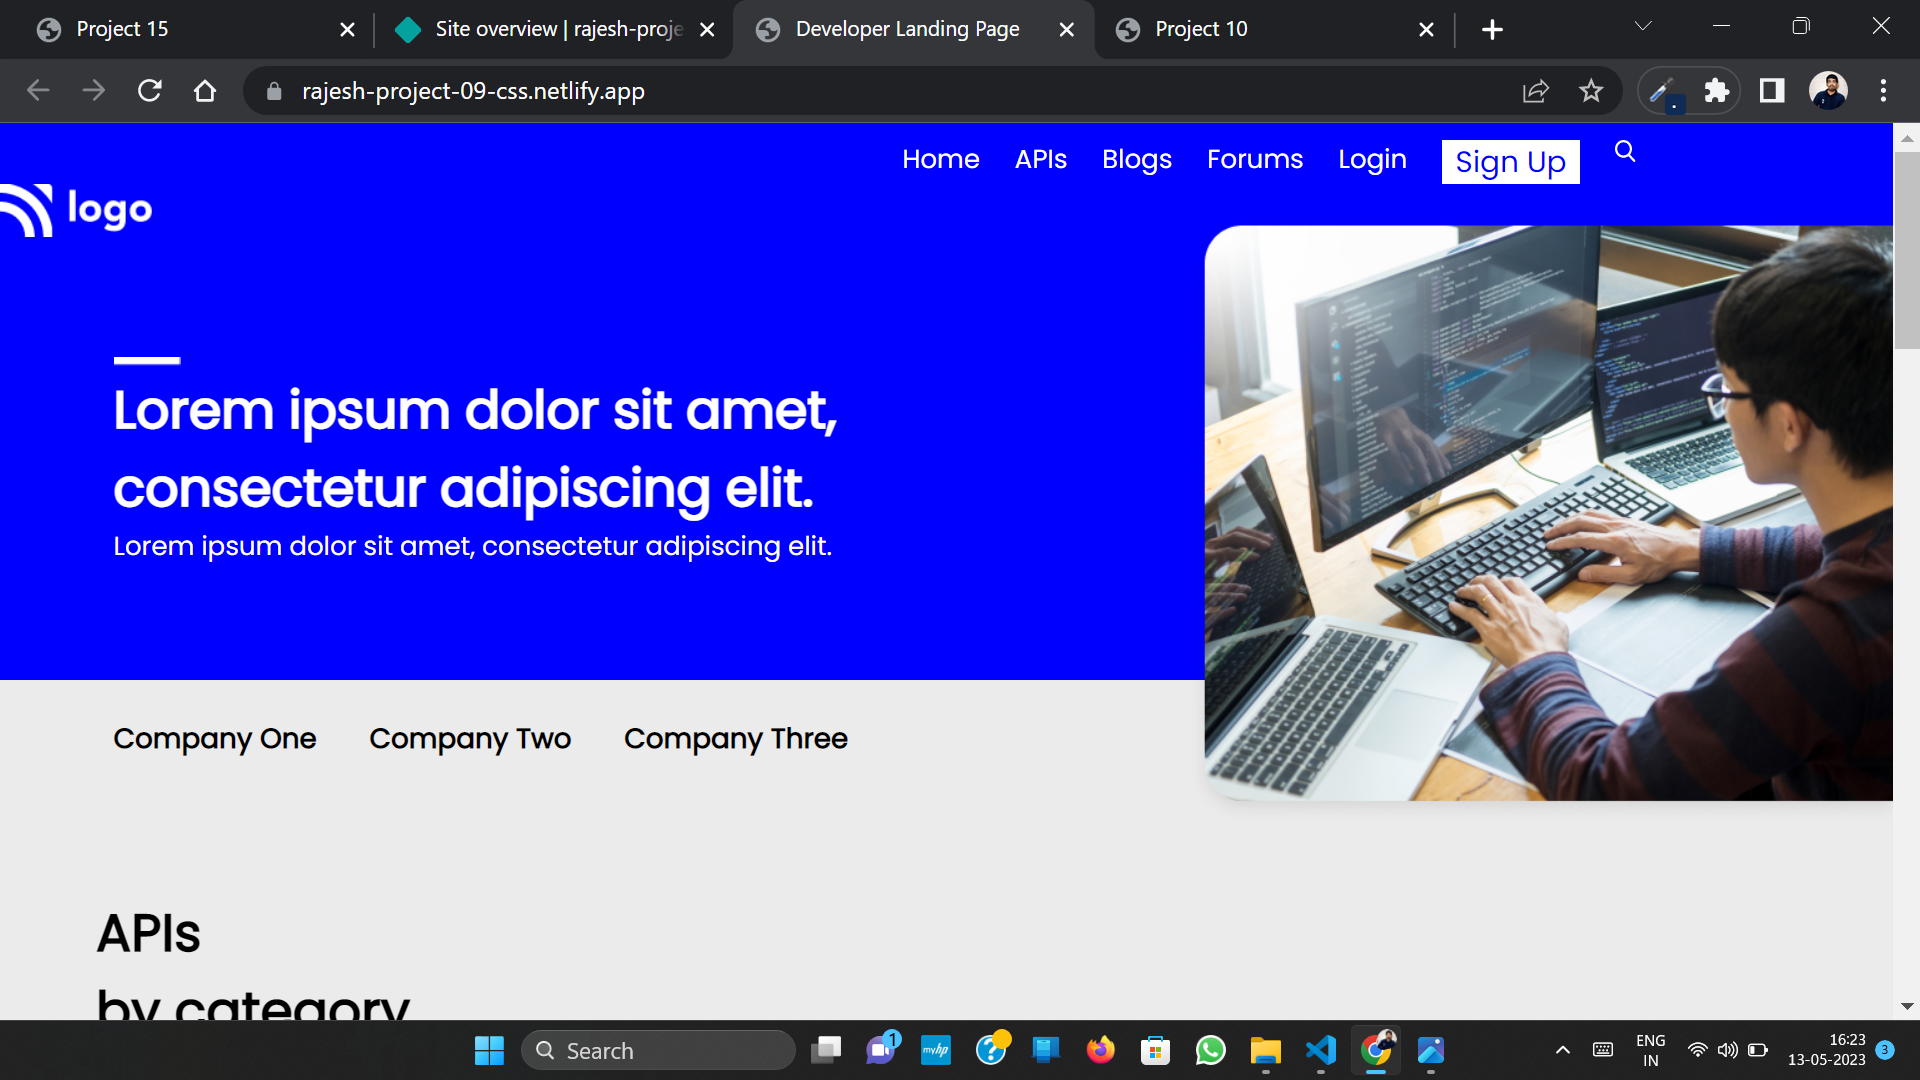 Project 15
Site overview | rajesh-proje
Developer Landing Page
Project 10
rajesh-project-09-css.netlify.app
Home APIs Blogs Forums Login Sign Up
logo
Lorem ipsum dolor sit amet,
consectetur adipiscing elit.
Lorem ipsum dolor sit amet, consectetur adipiscing elit.
Company One Company Two Company Three
APIs
by category
Search
1
myhp
ENG
IN
16:23
13-05-2023
3